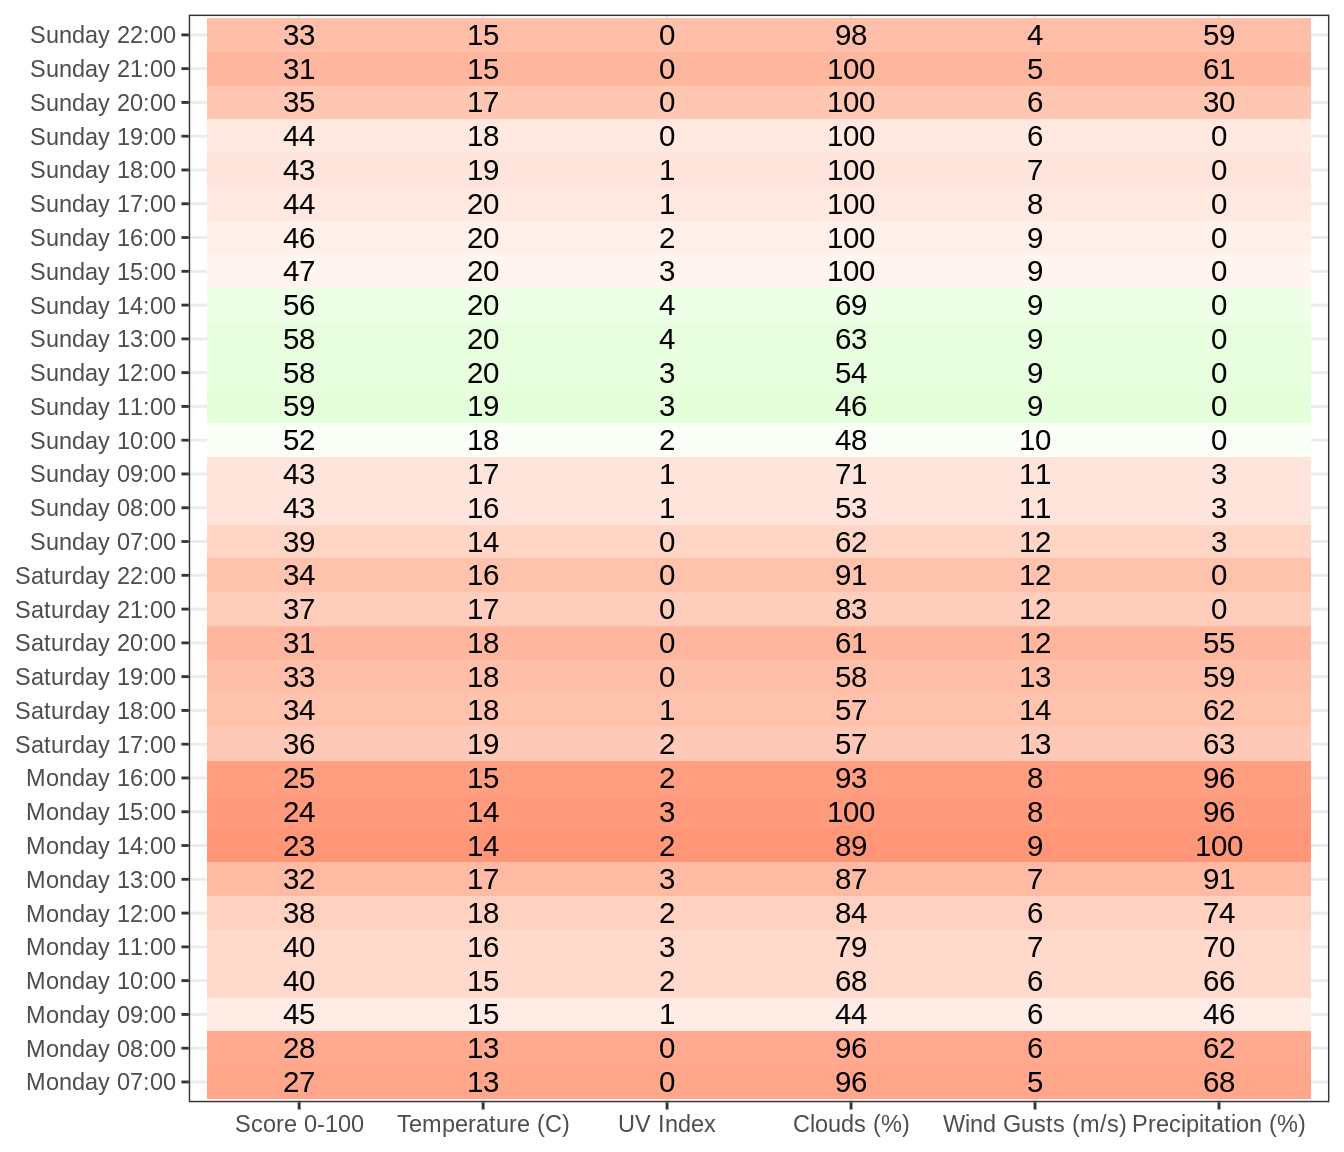 Sunday 22:00 33 15 0 98 4 59
Sunday 21:00 31 15 0 100 5 61
Sunday 20:00 35 17 0 100 6 30
Sunday 19:00 44 18 0 100 6 0
Sunday 18:00 43 19 1 100 7 0
Sunday 17:00 44 20 1 100 8 0
Sunday 16:00 46 20 2 100 9 0
Sunday 15:00 47 20 3 100 9 0
Sunday 14:00 56 20 4 69 9 0
Sunday 13:00 58 20 4 63 9 0
Sunday 12:00 58 20 3 54 9 0
Sunday 11:00 59 19 3 46 9 0
Sunday 10:00 52 18 2 48 10 0
Sunday 09:00 43 17 1 71 11 3
Sunday 08:00 43 16 1 53 11 3
Sunday 07:00 39 14 0 62 12 3
Saturday 22:00 34 16 0 91 12 0
Saturday 21:00 37 17 0 83 12 0
Saturday 20:00 31 18 0 61 12 55
Saturday 19:00 33 18 0 58 13 59
Saturday 18:00 34 18 1 57 14 62
Saturday 17:00 36 19 2 57 13 63
Monday 16:00 25 15 2 93 8 96
Monday 15:00 24 14 3 100 8 96
Monday 14:00 23 14 2 89 9 100
Monday 13:00 32 17 3 87 7 91
Monday 12:00 38 18 2 84 6 74
Monday 11:00 40 16 3 79 7 70
Monday 10:00 40 15 2 68 6 66
Monday 09:00 45 15 1 44 6 46
Monday 08:00 28 13 0 96 6 62
Monday 07:00 27 13 0 96 5 68
Score 0-100 Temperature (C) UV Index Clouds (%) Wind Gusts (m/s) Precipitation (%)